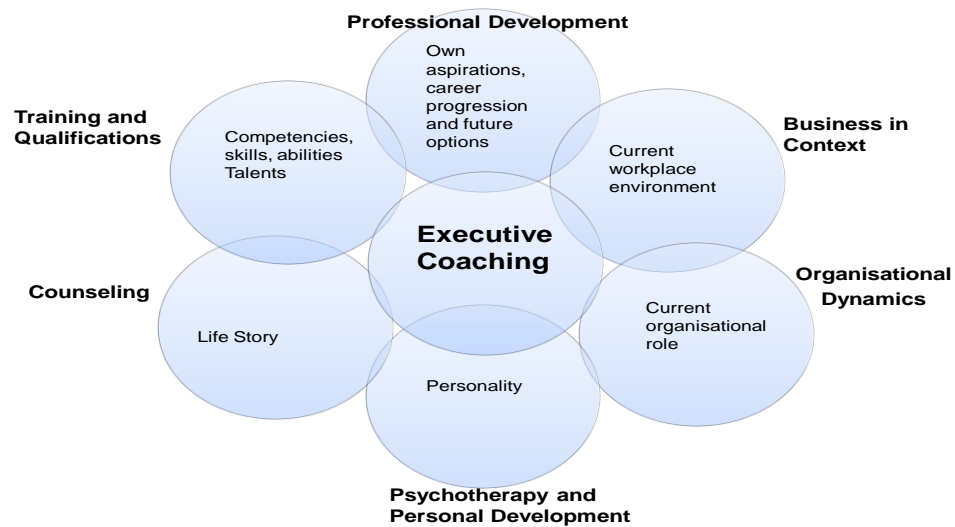 Professional Development
Own
aspirations,
career
progression
and future
options
Training and
Qualifications
Competencies,
skills, abilities
Talents
Business in
Context
Current
workplace
environment
Executive
Coaching
Counseling
Life Story
Organisational
Dynamics
Current
organisational
role
Personality
Psychotherapy and
Personal Development